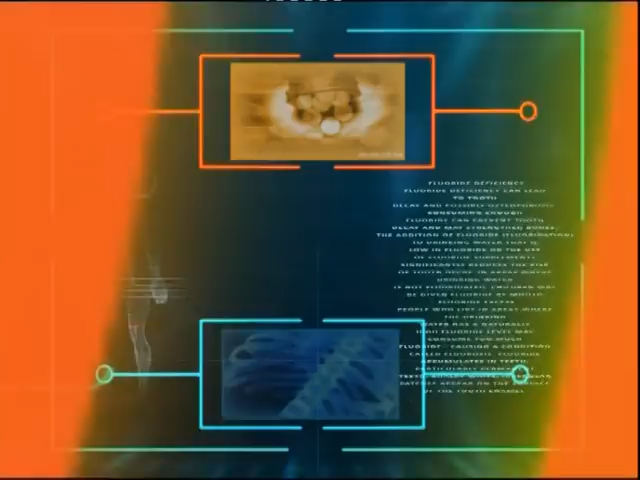 FLUORIDE DEFICIENCY
FLUORIDE DEFICIENCY CAN LEAD
TO TOOTH
DECAY AND POSSIBLY OSTEOPOROSIS
CONSUMING ENOUGH
FLUORIDE CAN PREVENT TOOTH
DECAY AND MAY STRENGTHEN BONES.
THE ADDITION OF FLUORIDE (FLUORIDATION)
TO DRINKING WATER THAT IS
LOW IN FLUORIDE OR THE USE
OF FLUORIDE SUPPLEMENTS
SIGNIFICANTLY REDUCES THE RISK
OF TOOTH DECAY. IN AREAS WHERE
DRINKING WATER
IS NOT FLUORIDATED, CHILDREN MAY
BE GIVEN FLUORIDE BY MOUTH.
FLUORIDE EXCESS
PEOPLE WHO LIVE IN AREAS WHERE
THE DRINKING
WATER HAS A NATURALLY
HIGH FLUORIDE LEVEL MAY
CONSUME TOO MUCH
FLUORIDE CAUSING A CONDITION
CALLED FLUOROSIS. FLUORIDE
ACCUMULATES IN TEETH,
PARTICULARLY
TEETH
PATCHES APPEAR ON THE SURFACE
OF THE TOOTH ENAMEL